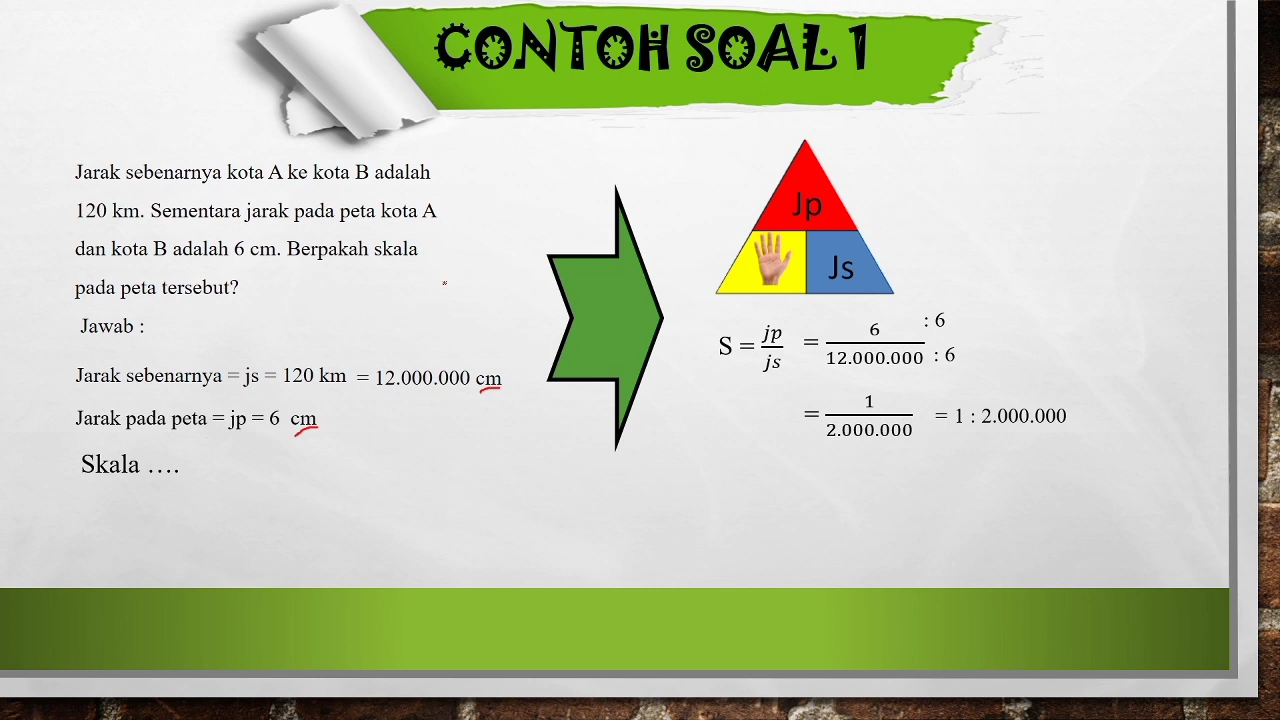 CONTOH SOAL 1
Jarak sebenarnya kota A ke kota B adalah
120 km. Sementara jarak pada peta kota A
dan kota B adalah 6 cm. Berpakah skala
pada peta tersebut?
Jawab :
Jarak sebenarnya = js = 120 km = 12.000.000 cm
Jarak pada peta = jp = 6 cm
Skala ….
Jp
Js
S = jp/js = 6/12.000.000 : 6 : 6
= 1/2.000.000 = 1 : 2.000.000